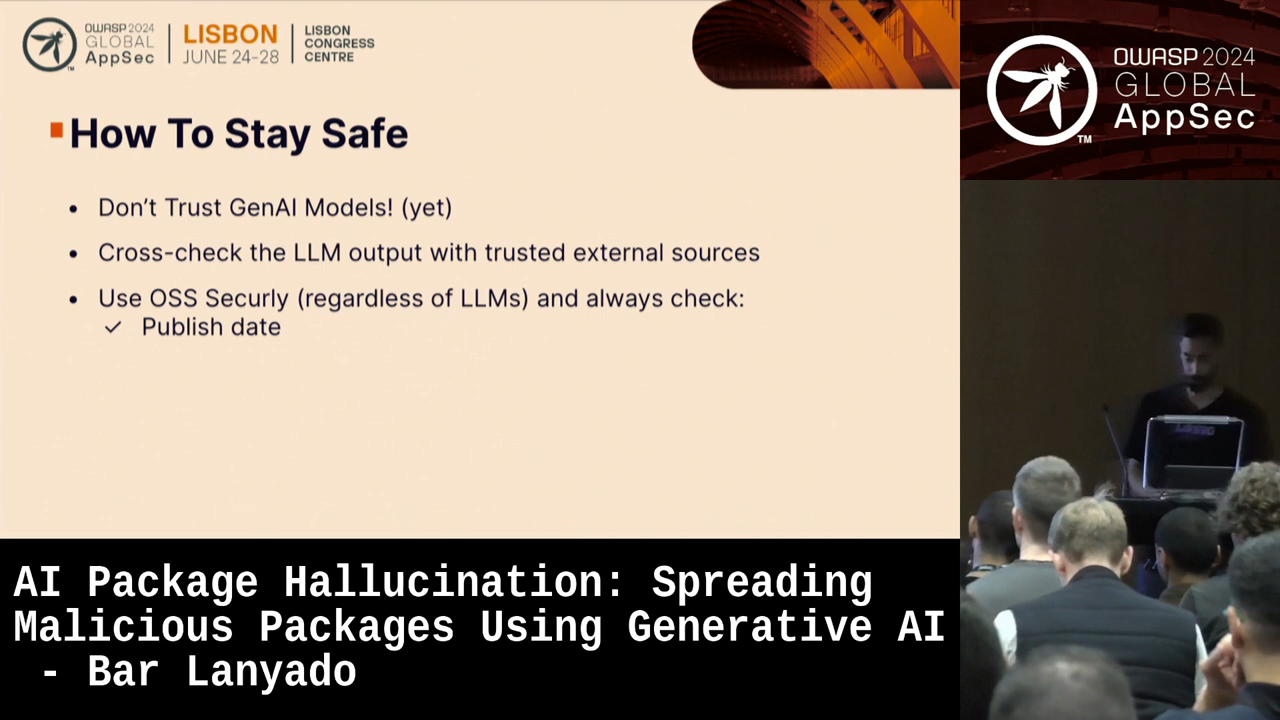 OWASP 2024
GLOBAL
AppSec
TM
LISBON
JUNE 24-28
LISBON
CONGRESS
CENTRE
How To Stay Safe
• Don't Trust GenAI Models! (yet)
• Cross-check the LLM output with trusted external sources
• Use OSS Securly (regardless of LLMs) and always check:
✓ Publish date
OWASP 2024
GLOBAL
AppSec
TM
AI Package Hallucination: Spreading
Malicious Packages Using Generative AI
- Bar Lanyado